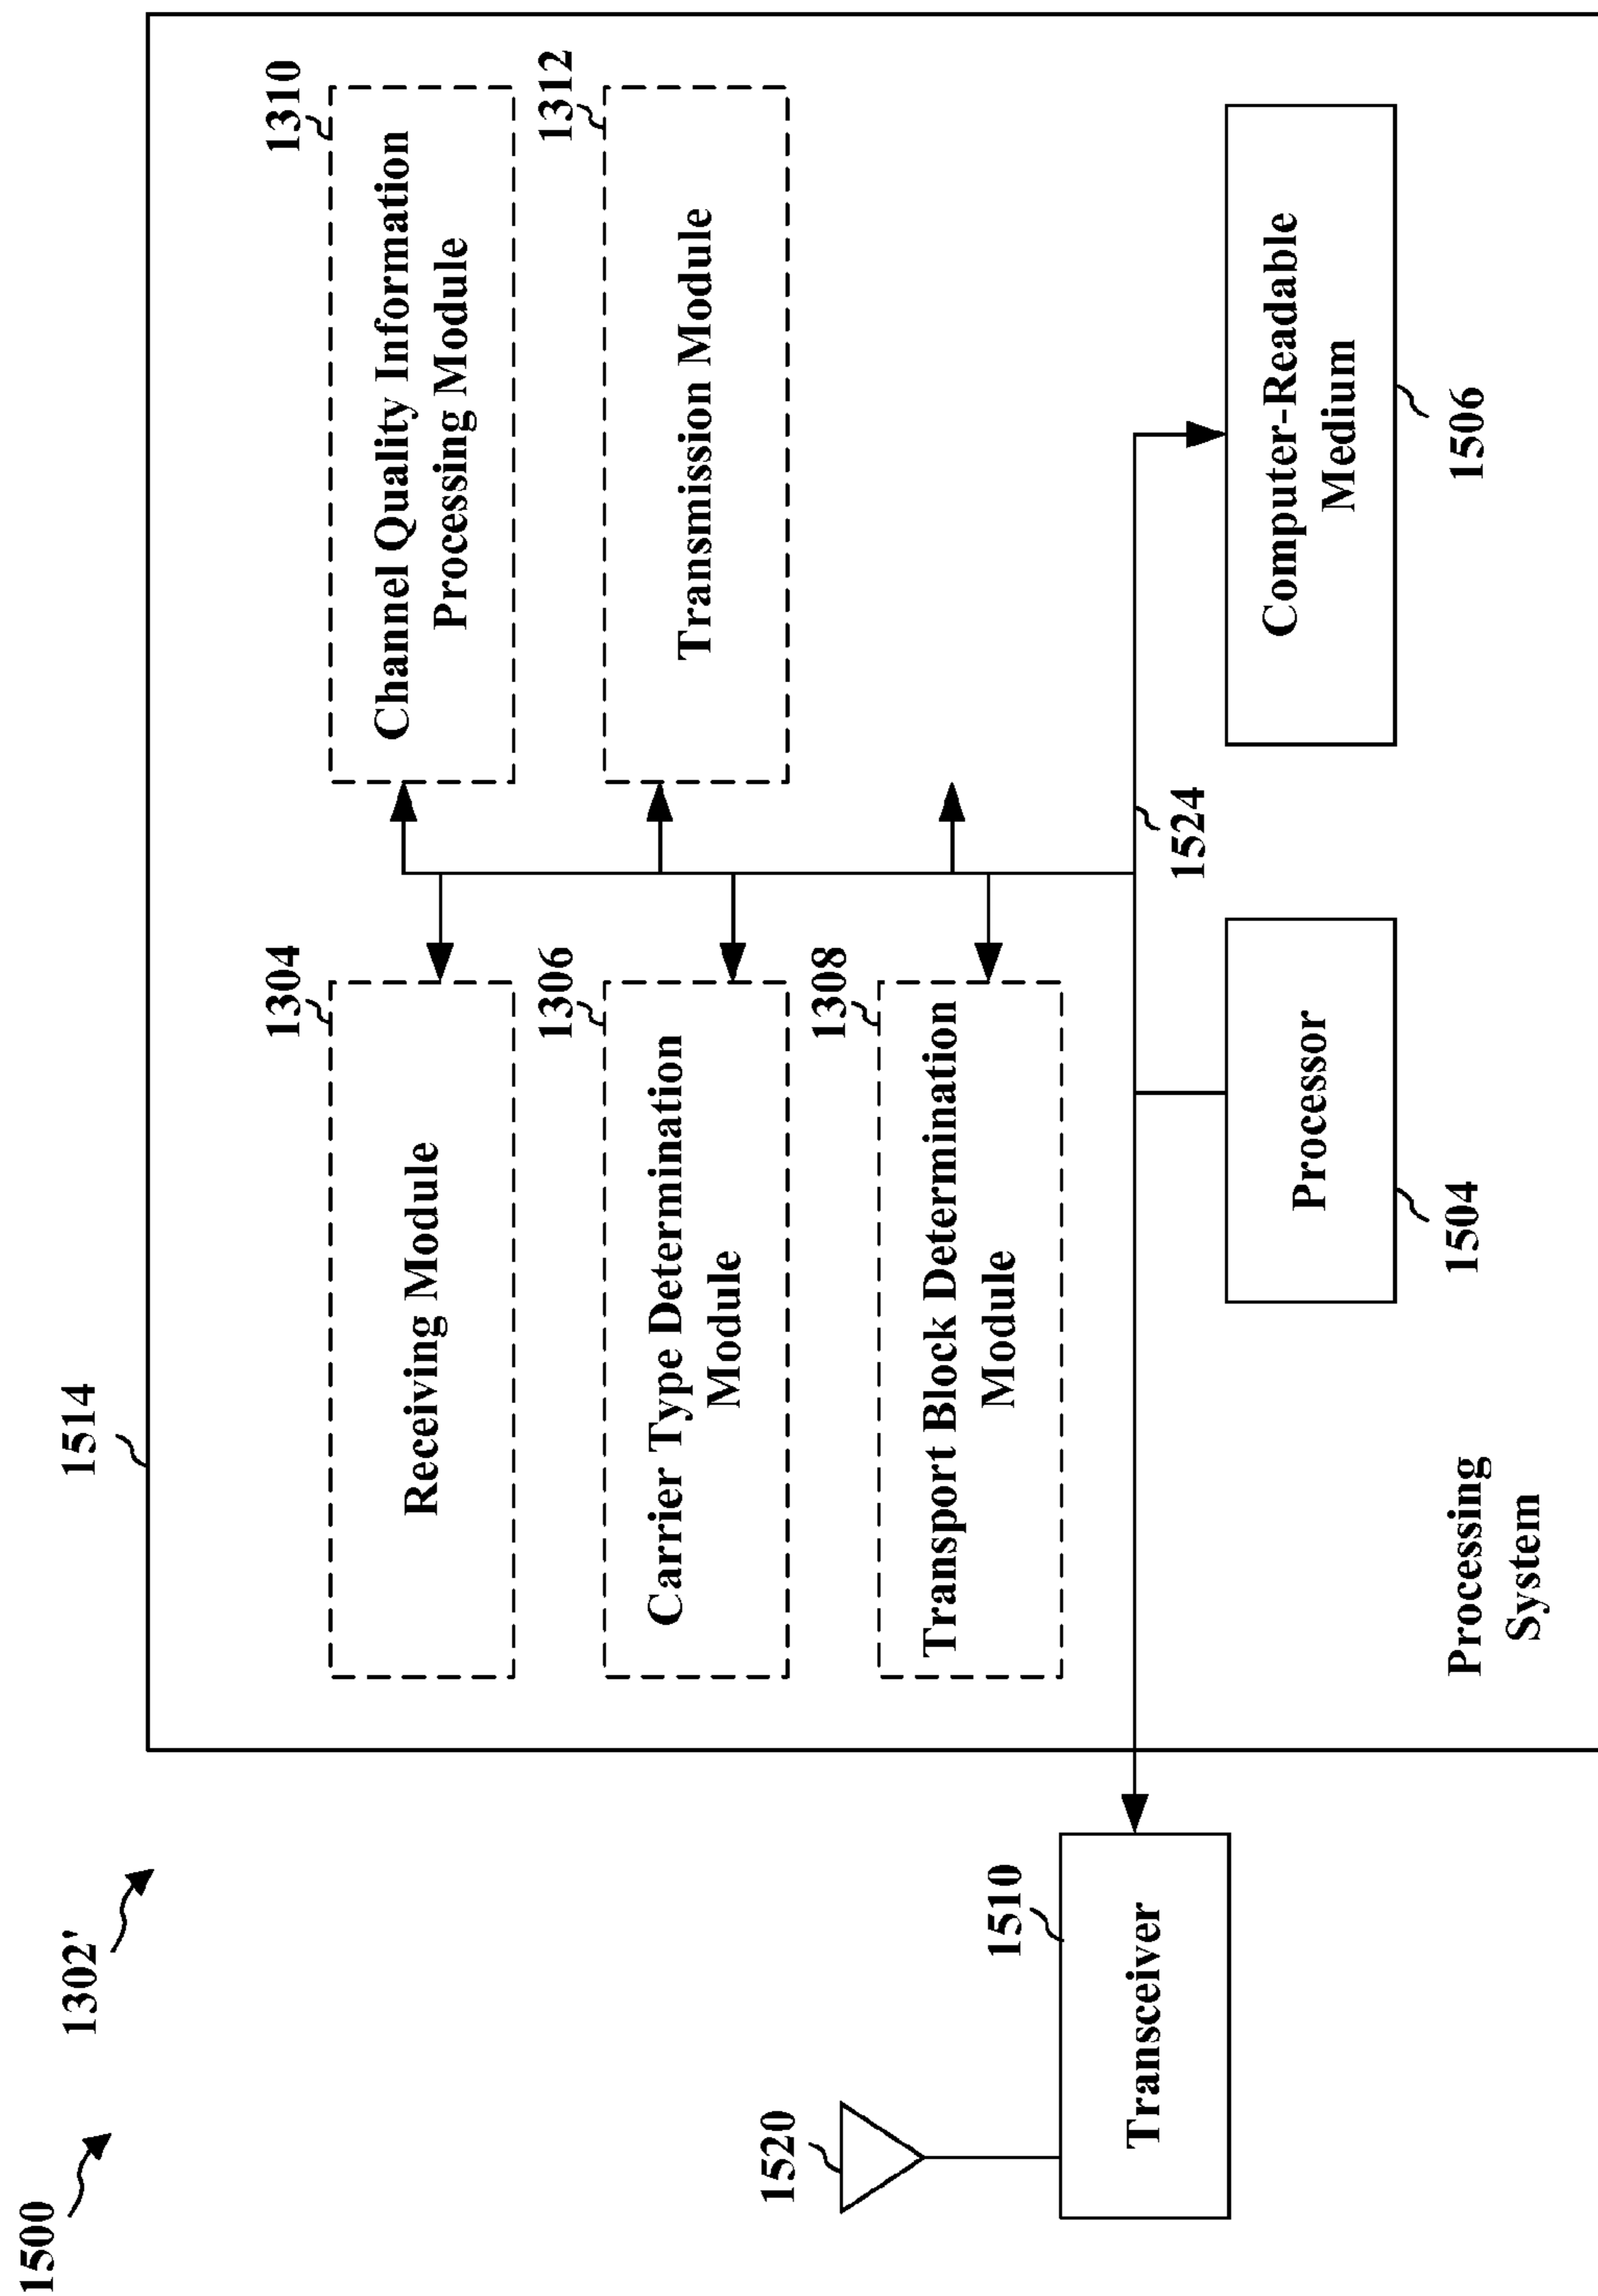 1500
1302'
1514
1304
Receiving Module
1310
Channel Quality Information
Processing Module
1306
Carrier Type Determination
Module
1312
Transmission Module
1308
Transport Block Determination
Module
1520
1510
Transceiver
1524
Processor
1504
Computer-Readable
Medium
1506
Processing
System